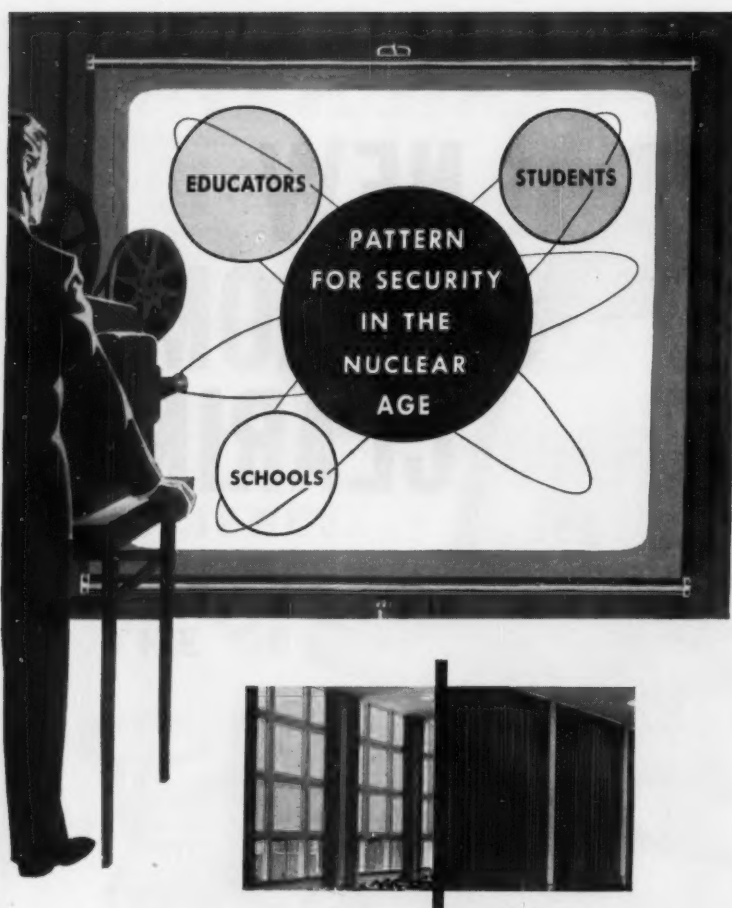 EDUCATORS
STUDENTS
PATTERN
FOR SECURITY
IN THE
NUCLEAR
AGE
SCHOOLS